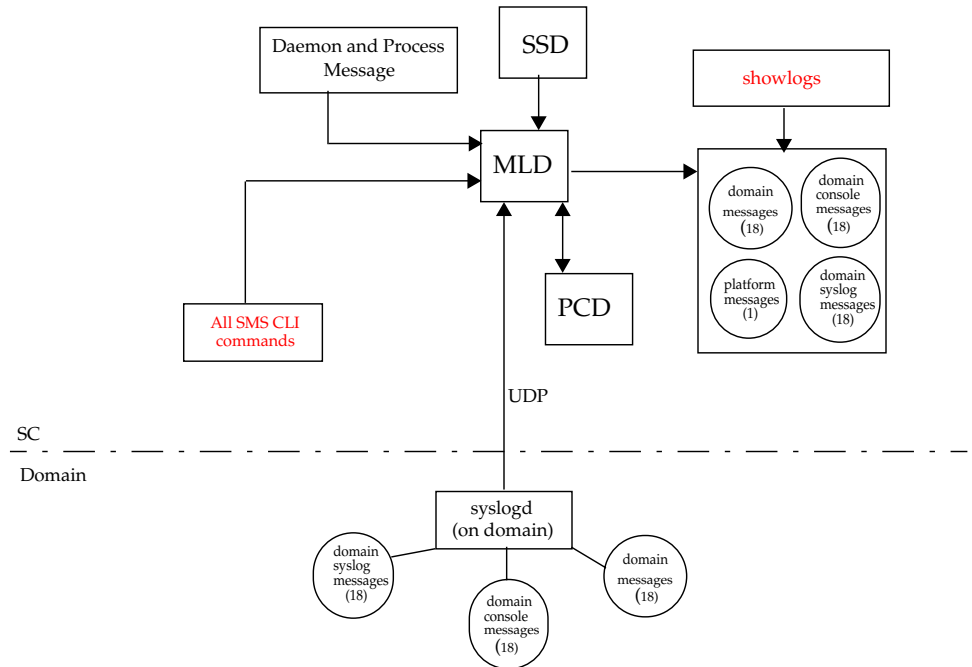 Daemon and Process
Message
SSD
showlogs
MLD
domain
messages
(18)
domain
console
messages
(18)
platform
messages
(1)
domain
syslog
messages
(18)
PCD
All SMS CLI
commands
UDP
SC
Domain
syslogd
(on domain)
domain
syslog
messages
(18)
domain
console
messages
(18)
domain
messages
(18)